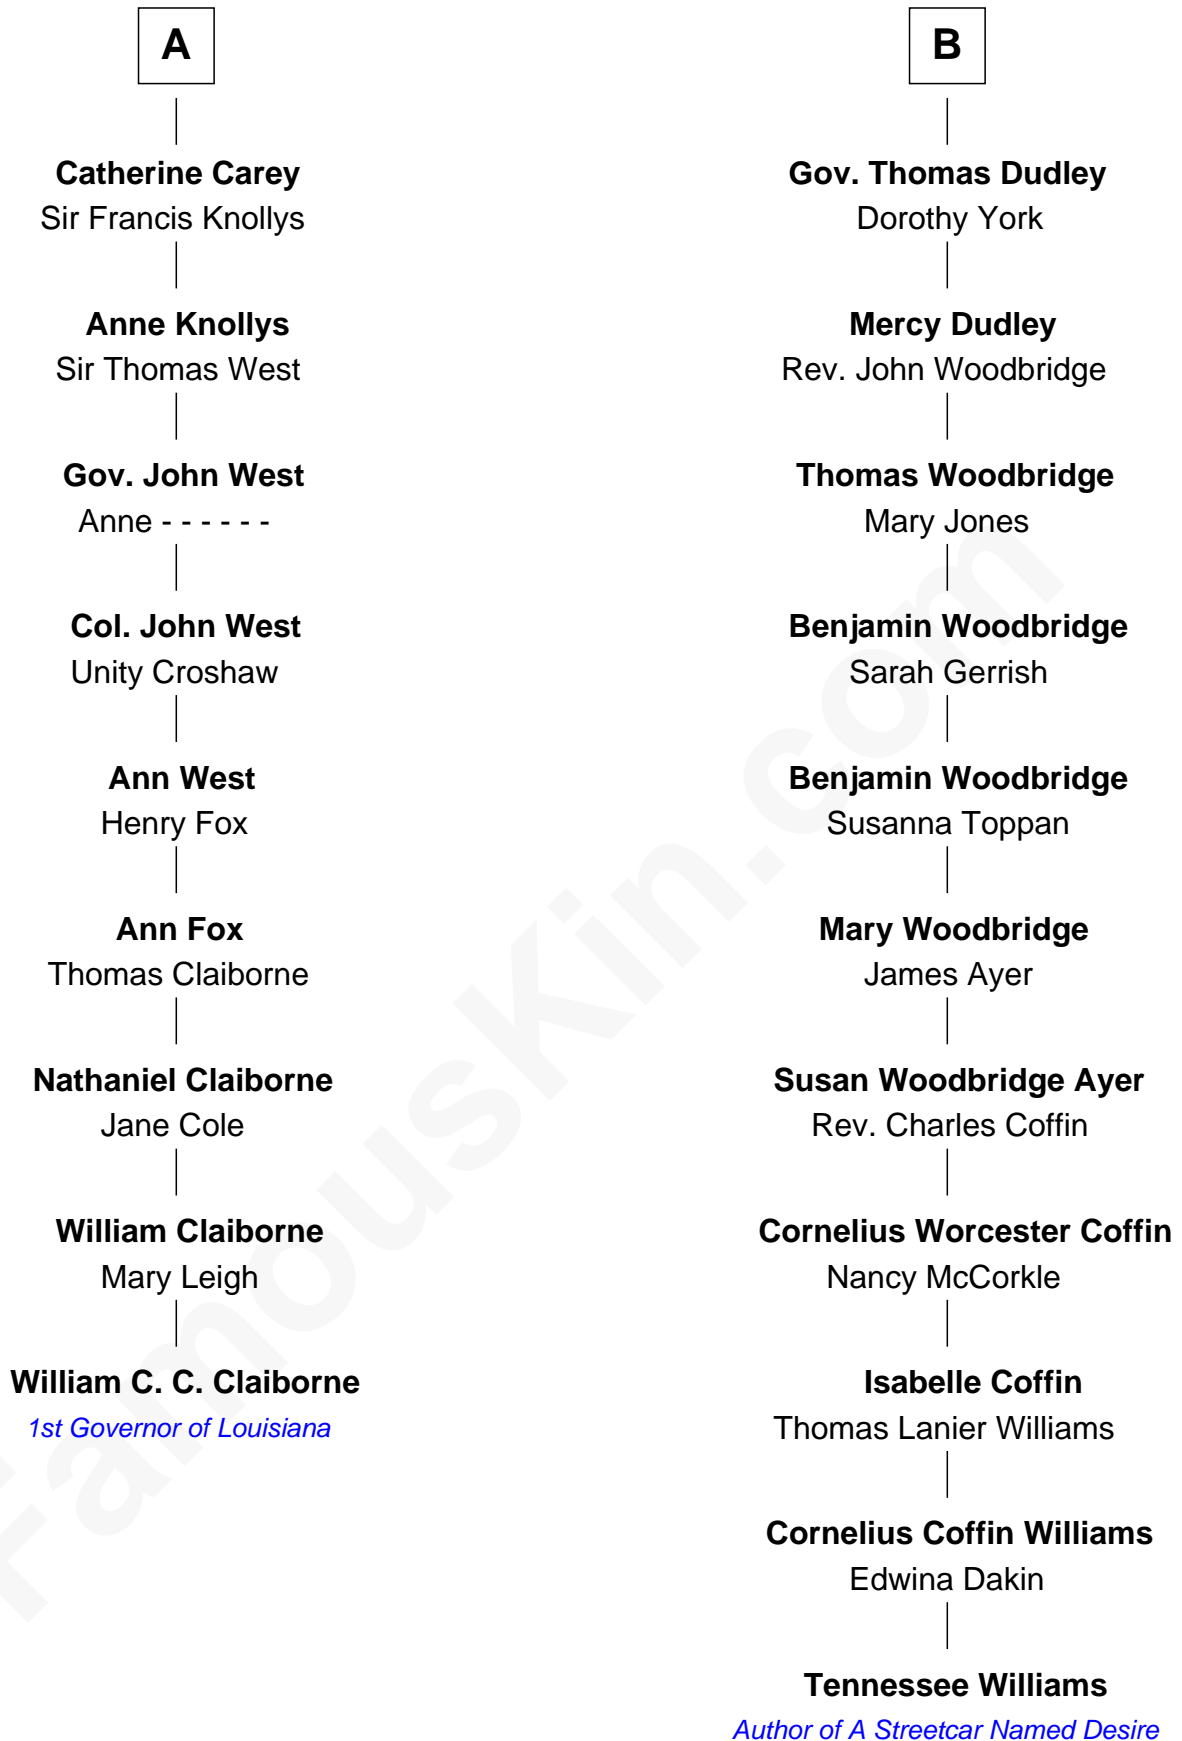 A
Catherine Carey
Sir Francis Knollys
Anne Knollys
Sir Thomas West
Gov. John West
Anne - - - - - -
Col. John West
Unity Croshaw
Ann West
Henry Fox
Ann Fox
Thomas Claiborne
Nathaniel Claiborne
Jane Cole
William Claiborne
Mary Leigh
William C. C. Claiborne
1st Governor of Louisiana
B
Gov. Thomas Dudley
Dorothy York
Mercy Dudley
Rev. John Woodbridge
Thomas Woodbridge
Mary Jones
Benjamin Woodbridge
Sarah Gerrish
Benjamin Woodbridge
Susanna Toppan
Mary Woodbridge
James Ayer
Susan Woodbridge Ayer
Rev. Charles Coffin
Cornelius Worcester Coffin
Nancy McCorkle
Isabelle Coffin
Thomas Lanier Williams
Cornelius Coffin Williams
Edwina Dakin
Tennessee Williams
Author of A Streetcar Named Desire
FamousKin.com